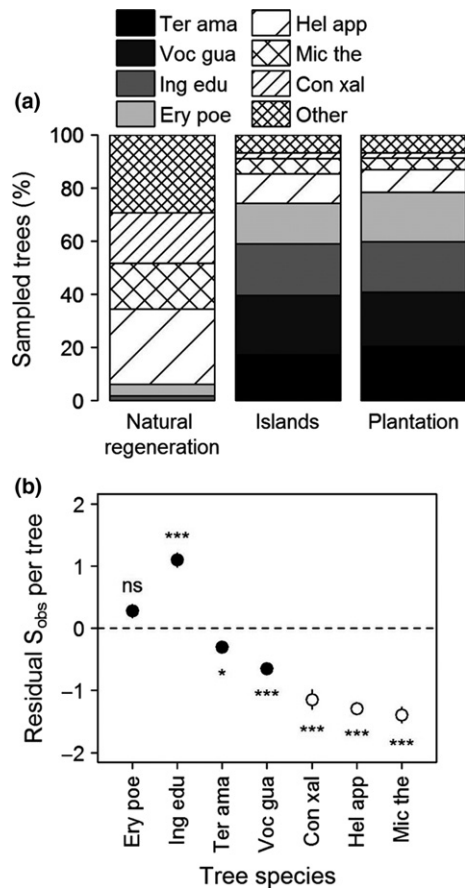 Ter ama
Hel app
Voc gua
Mic the
Ing edu
Con xal
Ery poe
Other
(a)
Sampled trees (%)
100
80
60
40
20
0
Natural regeneration
Islands
Plantation
(b)
Residual S_obs per tree
2
1
0
−1
−2
ns
***
*
***
***
***
***
Ery poe
Ing edu
Ter ama
Voc gua
Con xal
Hel app
Mic the
Tree species